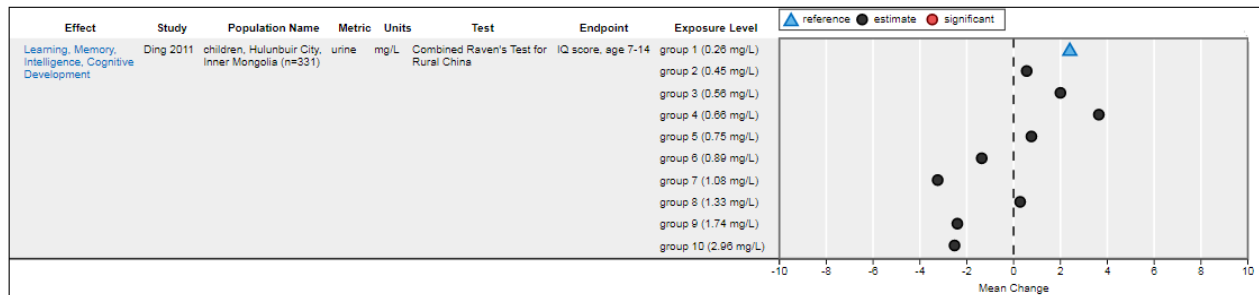 reference estimate significant
Effect Study Population Name Metric Units Test Endpoint Exposure Level
Learning, Memory, Intelligence, Cognitive Development
Ding 2011
children, Hulunbuir City, Inner Mongolia (n=331)
urine
mg/L
Combined Raven's Test for Rural China
IQ score, age 7-14
group 1 (0.26 mg/L)
group 2 (0.45 mg/L)
group 3 (0.56 mg/L)
group 4 (0.66 mg/L)
group 5 (0.75 mg/L)
group 6 (0.89 mg/L)
group 7 (1.08 mg/L)
group 8 (1.33 mg/L)
group 9 (1.74 mg/L)
group 10 (2.96 mg/L)
-10 -8 -6 -4 -2 0 2 4 6 8 10
Mean Change